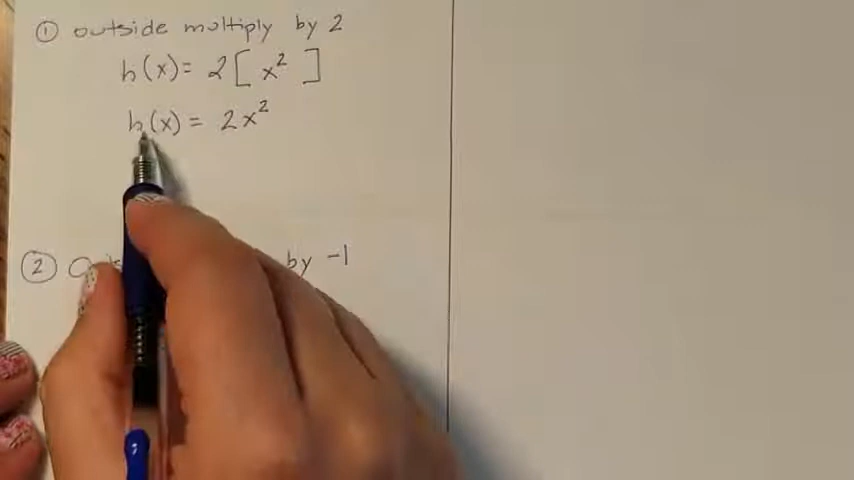 ① outside multiply by 2
h(x) = 2[ x² ]
h(x) = 2x²
② by -1